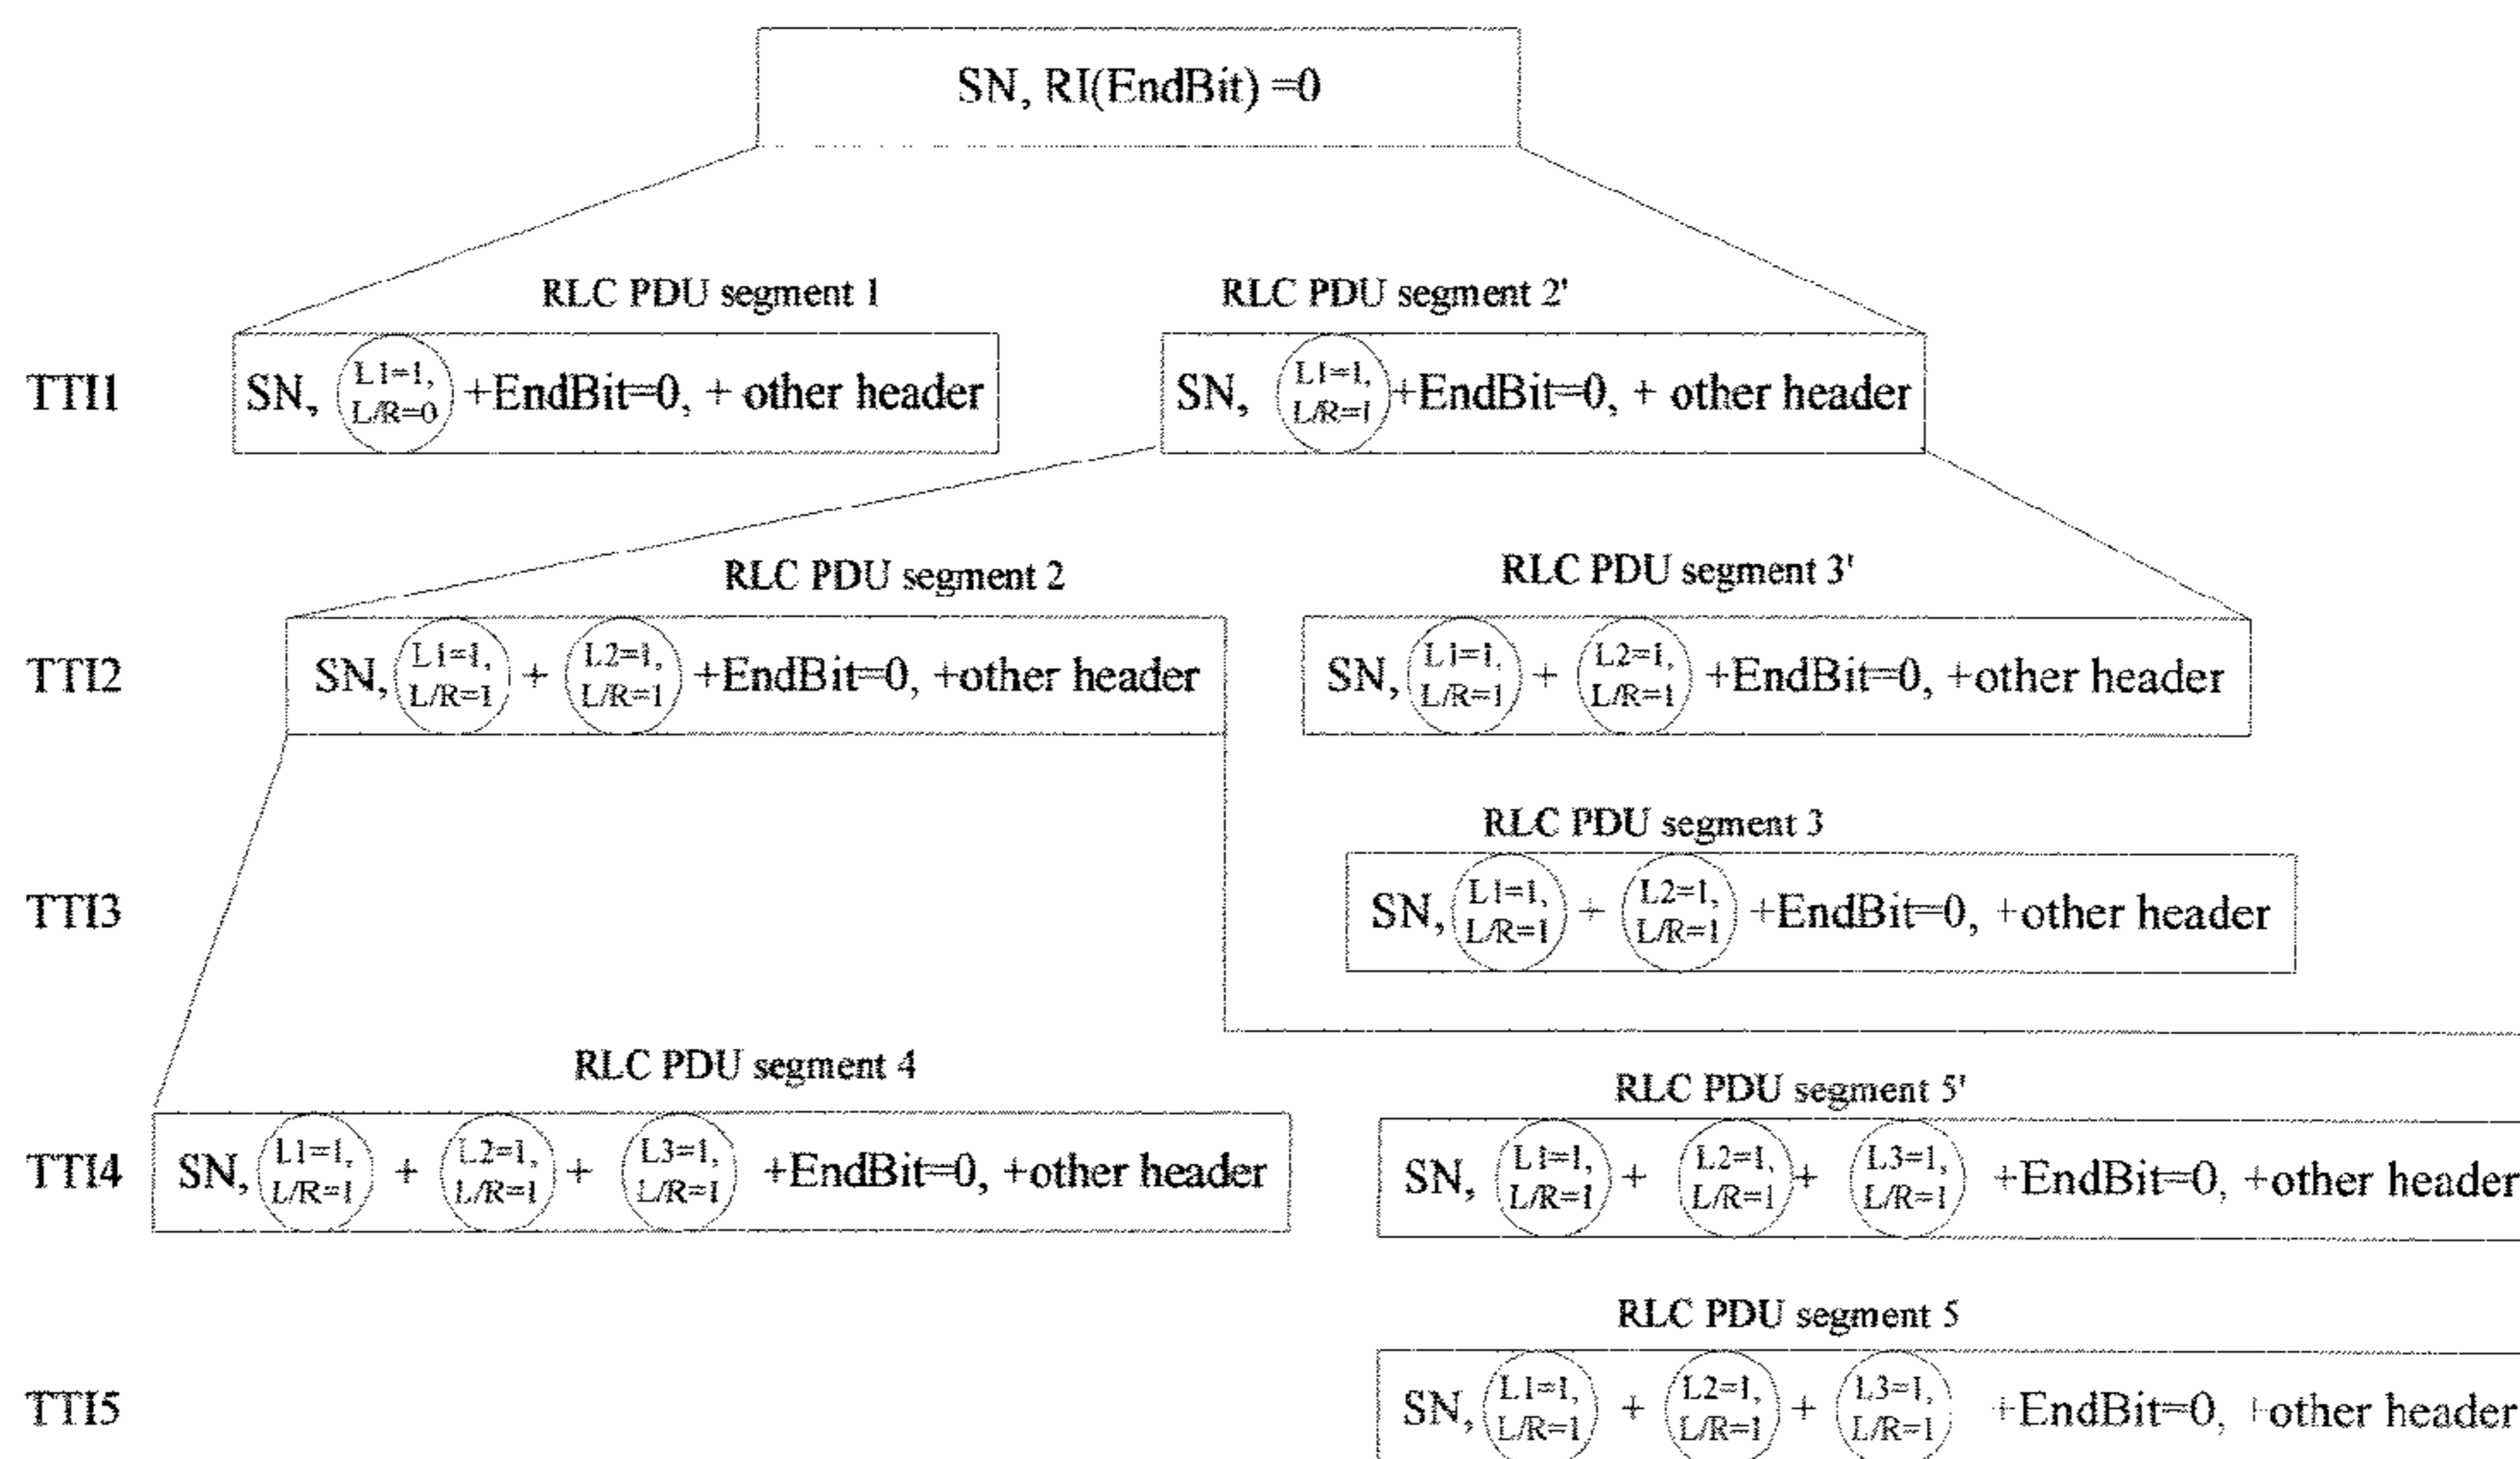 SN, RI(EndBit) =0
RLC PDU segment 1
RLC PDU segment 2'
TTI1
SN, L1=1, L/R=0 +EndBit=0, + other header
SN, L1=1, L/R=1 +EndBit=0, + other header
RLC PDU segment 2
RLC PDU segment 3'
TTI2
SN, L1=1, L/R=1 + L2=1, L/R=1 +EndBit=0, +other header
SN, L1=1, L/R=1 + L2=1, L/R=1 +EndBit=0, +other header
RLC PDU segment 3
TTI3
SN, L1=1, L/R=1 + L2=1, L/R=1 +EndBit=0, +other header
RLC PDU segment 4
RLC PDU segment 5'
TTI4
SN, L1=1, L/R=1 + L2=1, L/R=1 + L3=1, L/R=1 +EndBit=0, +other header
SN, L1=1, L/R=1 + L2=1, L/R=1 + L3=1, L/R=1 +EndBit=0, +other header
RLC PDU segment 5
TTI5
SN, L1=1, L/R=1 + L2=1, L/R=1 + L3=1, L/R=1 +EndBit=0, +other header